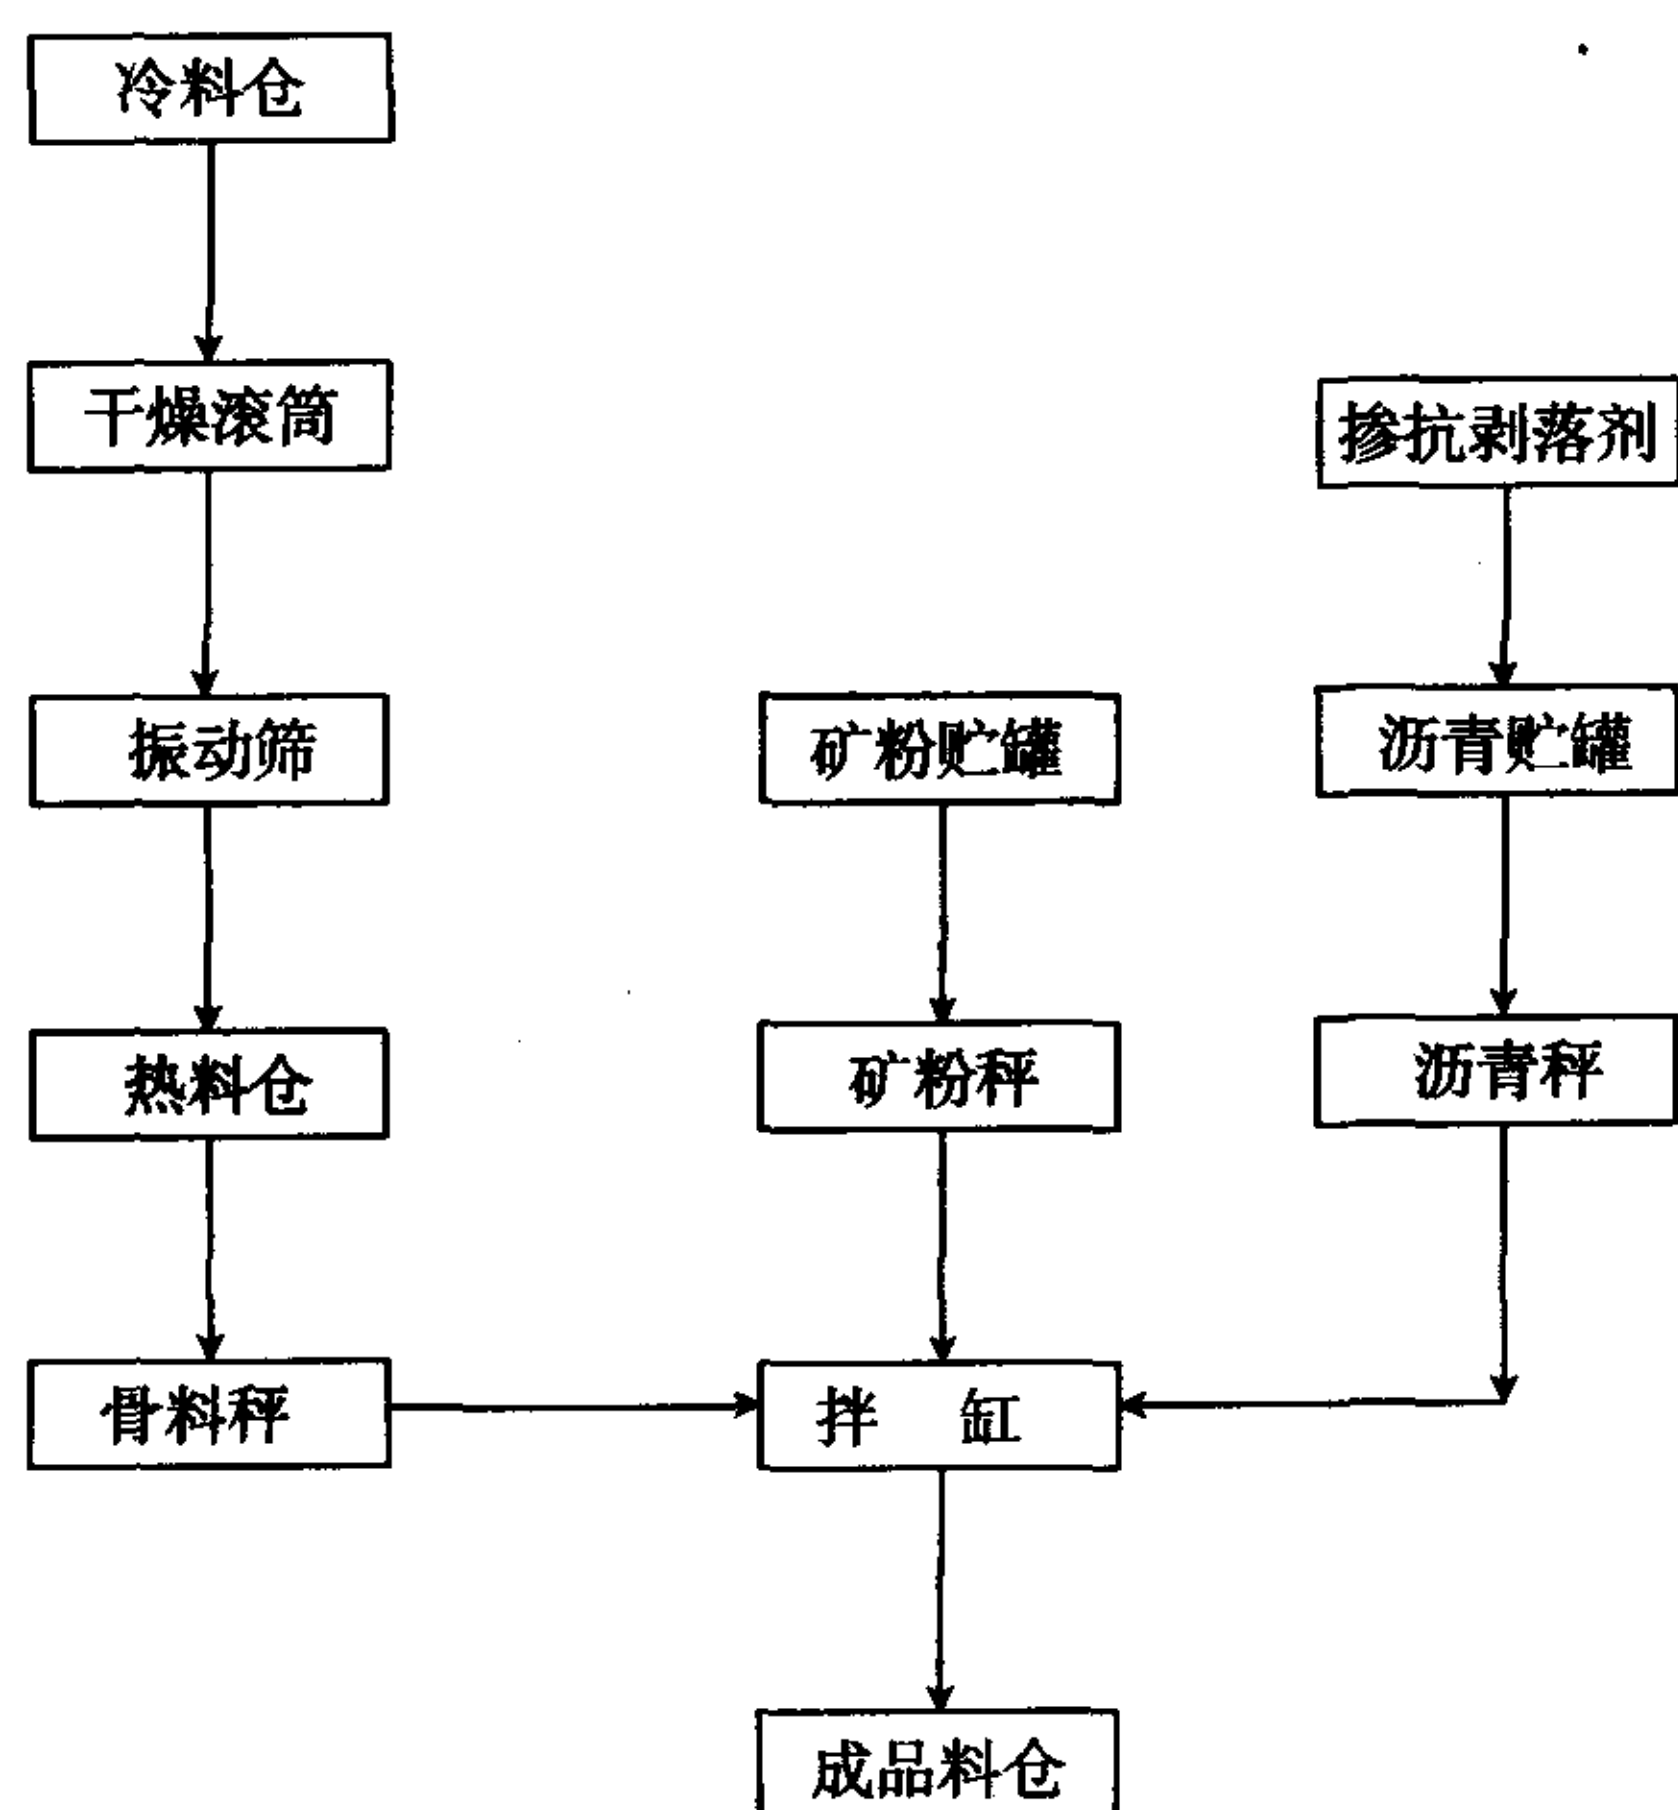 冷料仓
干燥滚筒
掺抗剥落剂
振动筛
矿粉贮罐
沥青贮罐
热料仓
矿粉秤
沥青秤
骨料秤
拌 缸
成品料仓